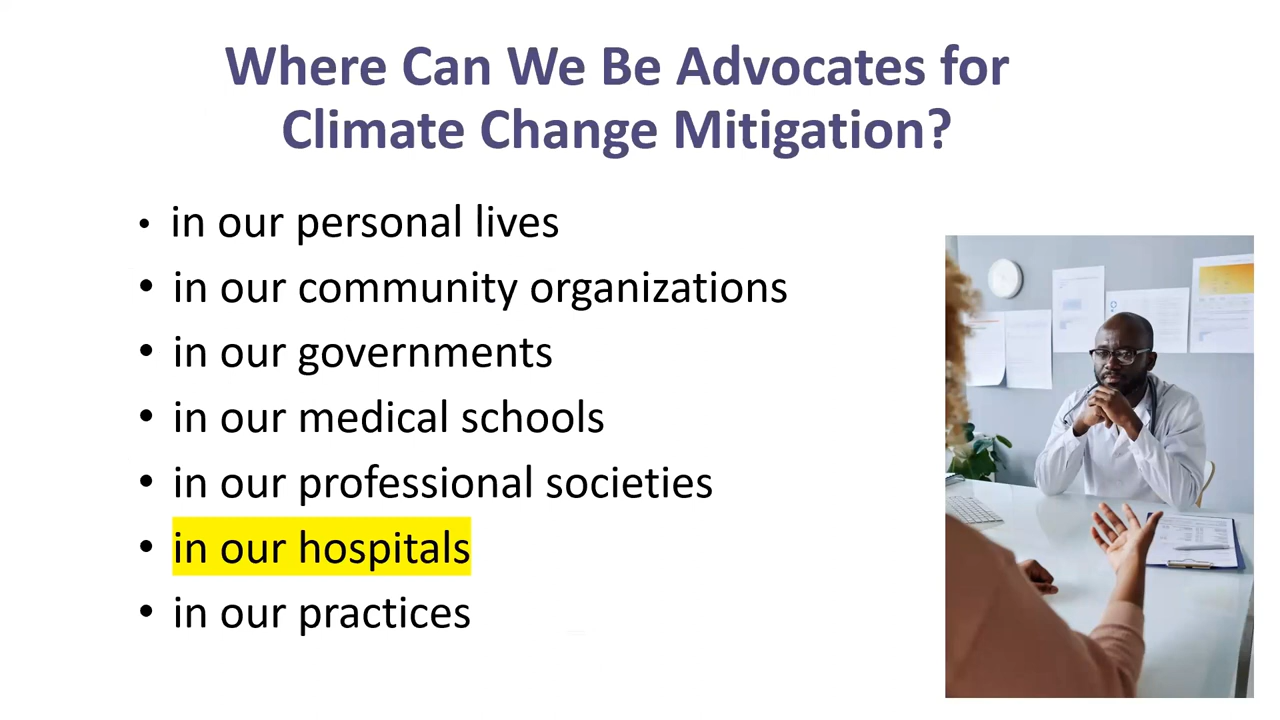 Where Can We Be Advocates for
Climate Change Mitigation?
• in our personal lives
• in our community organizations
• in our governments
• in our medical schools
• in our professional societies
• in our hospitals
• in our practices